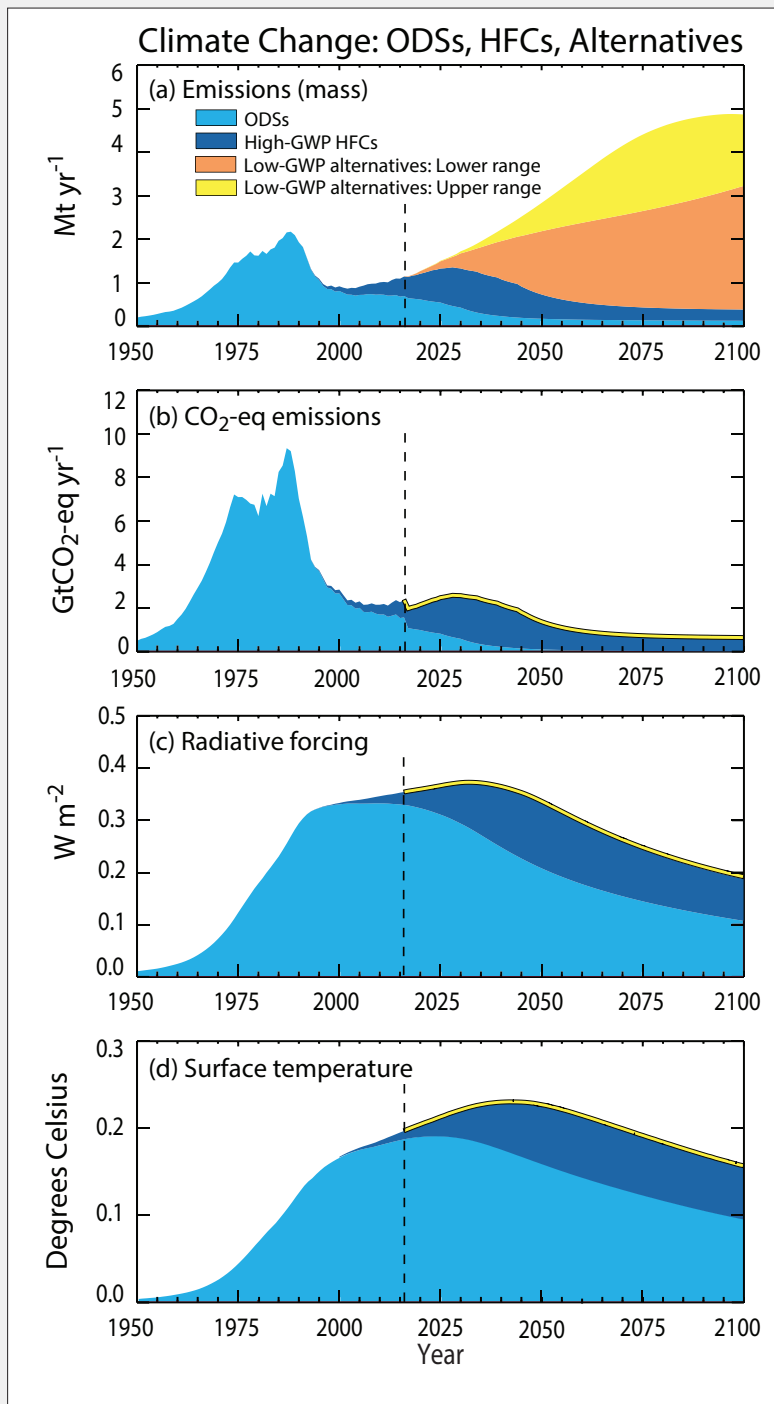 Climate Change: ODSs, HFCs, Alternatives
(a) Emissions (mass)
ODSs
High-GWP HFCs
Low-GWP alternatives: Lower range
Low-GWP alternatives: Upper range
Mt yr-1
6
5
4
3
2
1
0
1950 1975 2000 2025 2050 2075 2100
(b) CO2-eq emissions
GtCO2-eq yr-1
12
10
8
6
4
2
0
1950 1975 2000 2025 2050 2075 2100
(c) Radiative forcing
W m-2
0.5
0.4
0.3
0.2
0.1
0.0
1950 1975 2000 2025 2050 2075 2100
(d) Surface temperature
Degrees Celsius
0.3
0.2
0.1
0.0
1950 1975 2000 2025 2050 2075 2100
Year